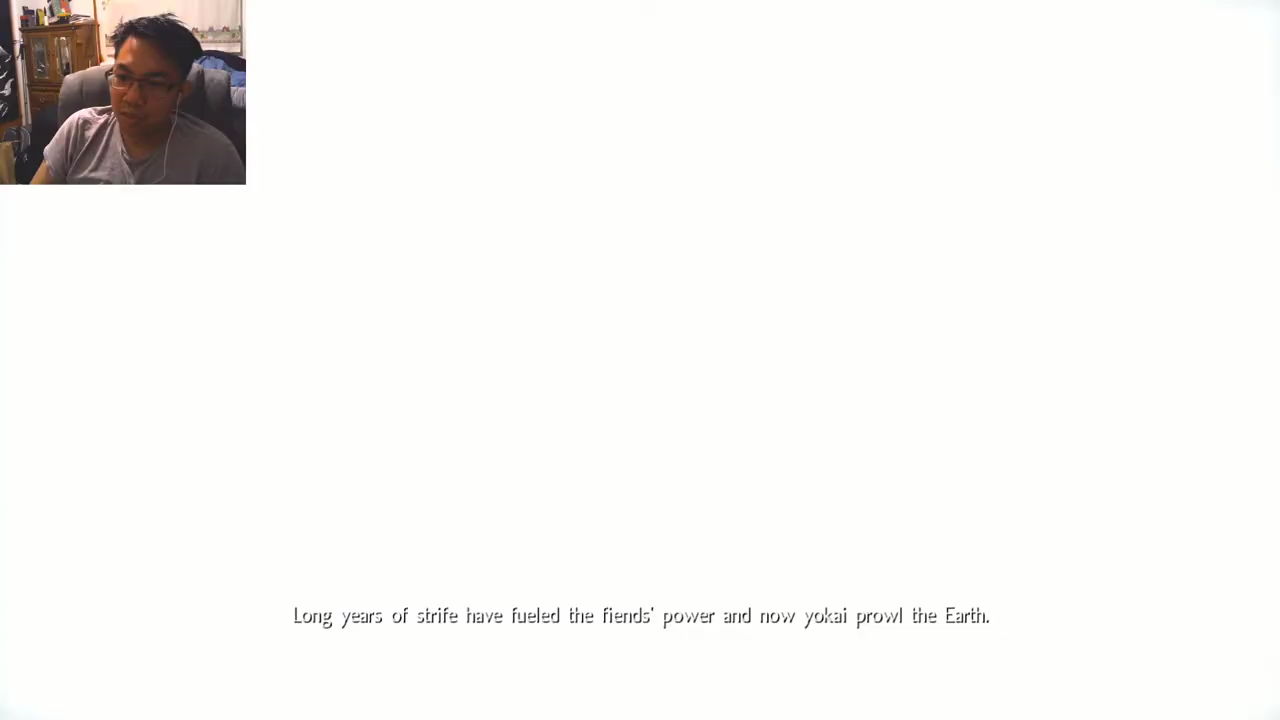 Long years of strife have fueled the fiends' power and now yokai prowl the Earth.